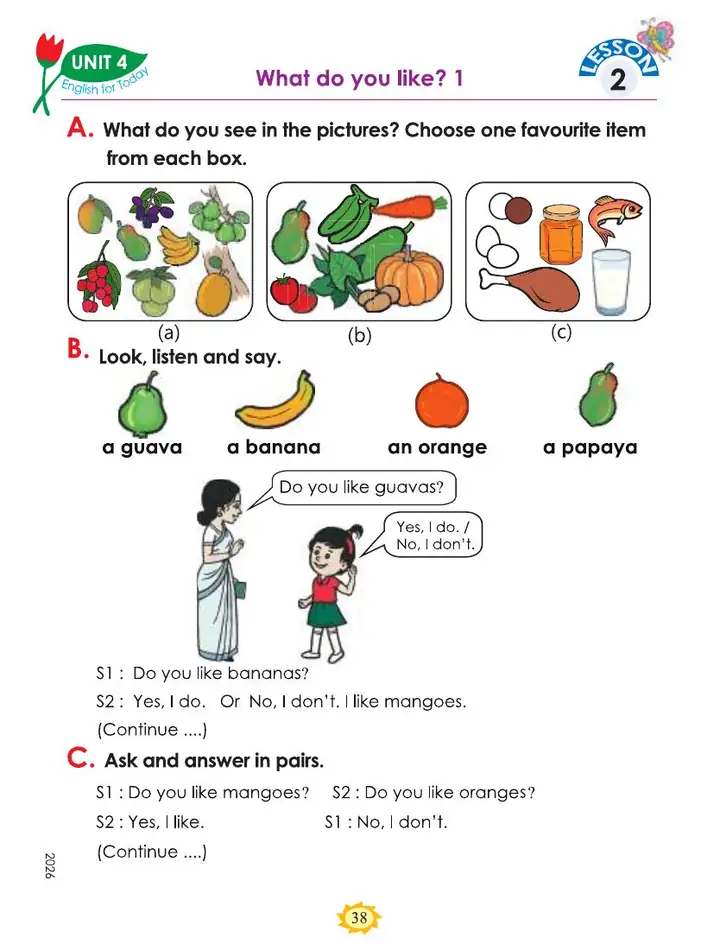 UNIT 4
English for Today
What do you like? 1
LESSON
2
A. What do you see in the pictures? Choose one favourite item
from each box.
(a)
(b)
(c)
B. Look, listen and say.
a guava
a banana
an orange
a papaya
Do you like guavas?
Yes, I do. /
No, I don't.
S1 : Do you like bananas?
S2 : Yes, I do. Or No, I don't. I like mangoes.
(Continue ....)
C. Ask and answer in pairs.
S1 : Do you like mangoes? S2 : Do you like oranges?
S2 : Yes, I like. S1 : No, I don't.
(Continue ....)
2026
38